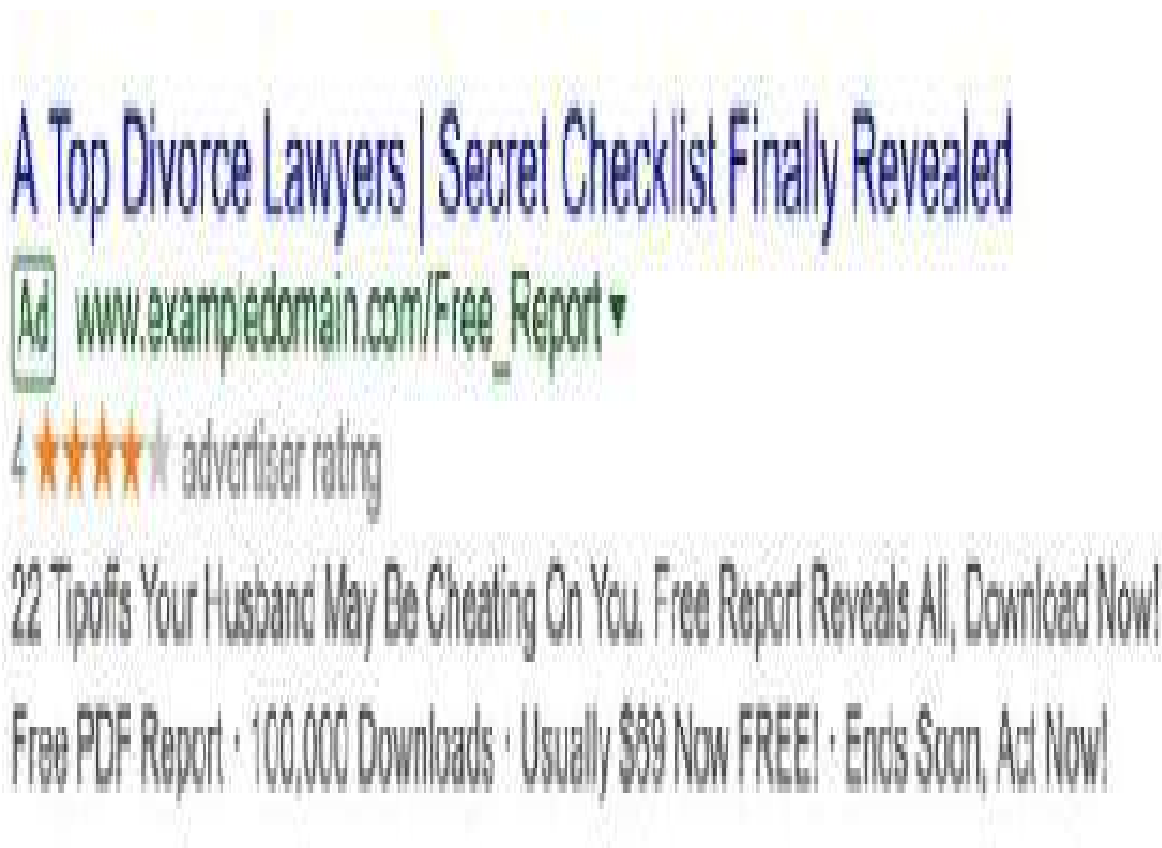 A Top Divorce Lawyers | Secret Checklist Finally Revealed
Ad www.exampledomain.com/Free_Report ▾
4 ★★★★★ advertiser rating
22 Tipoffs Your Husband May Be Cheating On You. Free Report Reveals All, Download Now!
Free PDF Report · 100,000 Downloads · Usually Now FREE! · Ends Soon, Act Now!